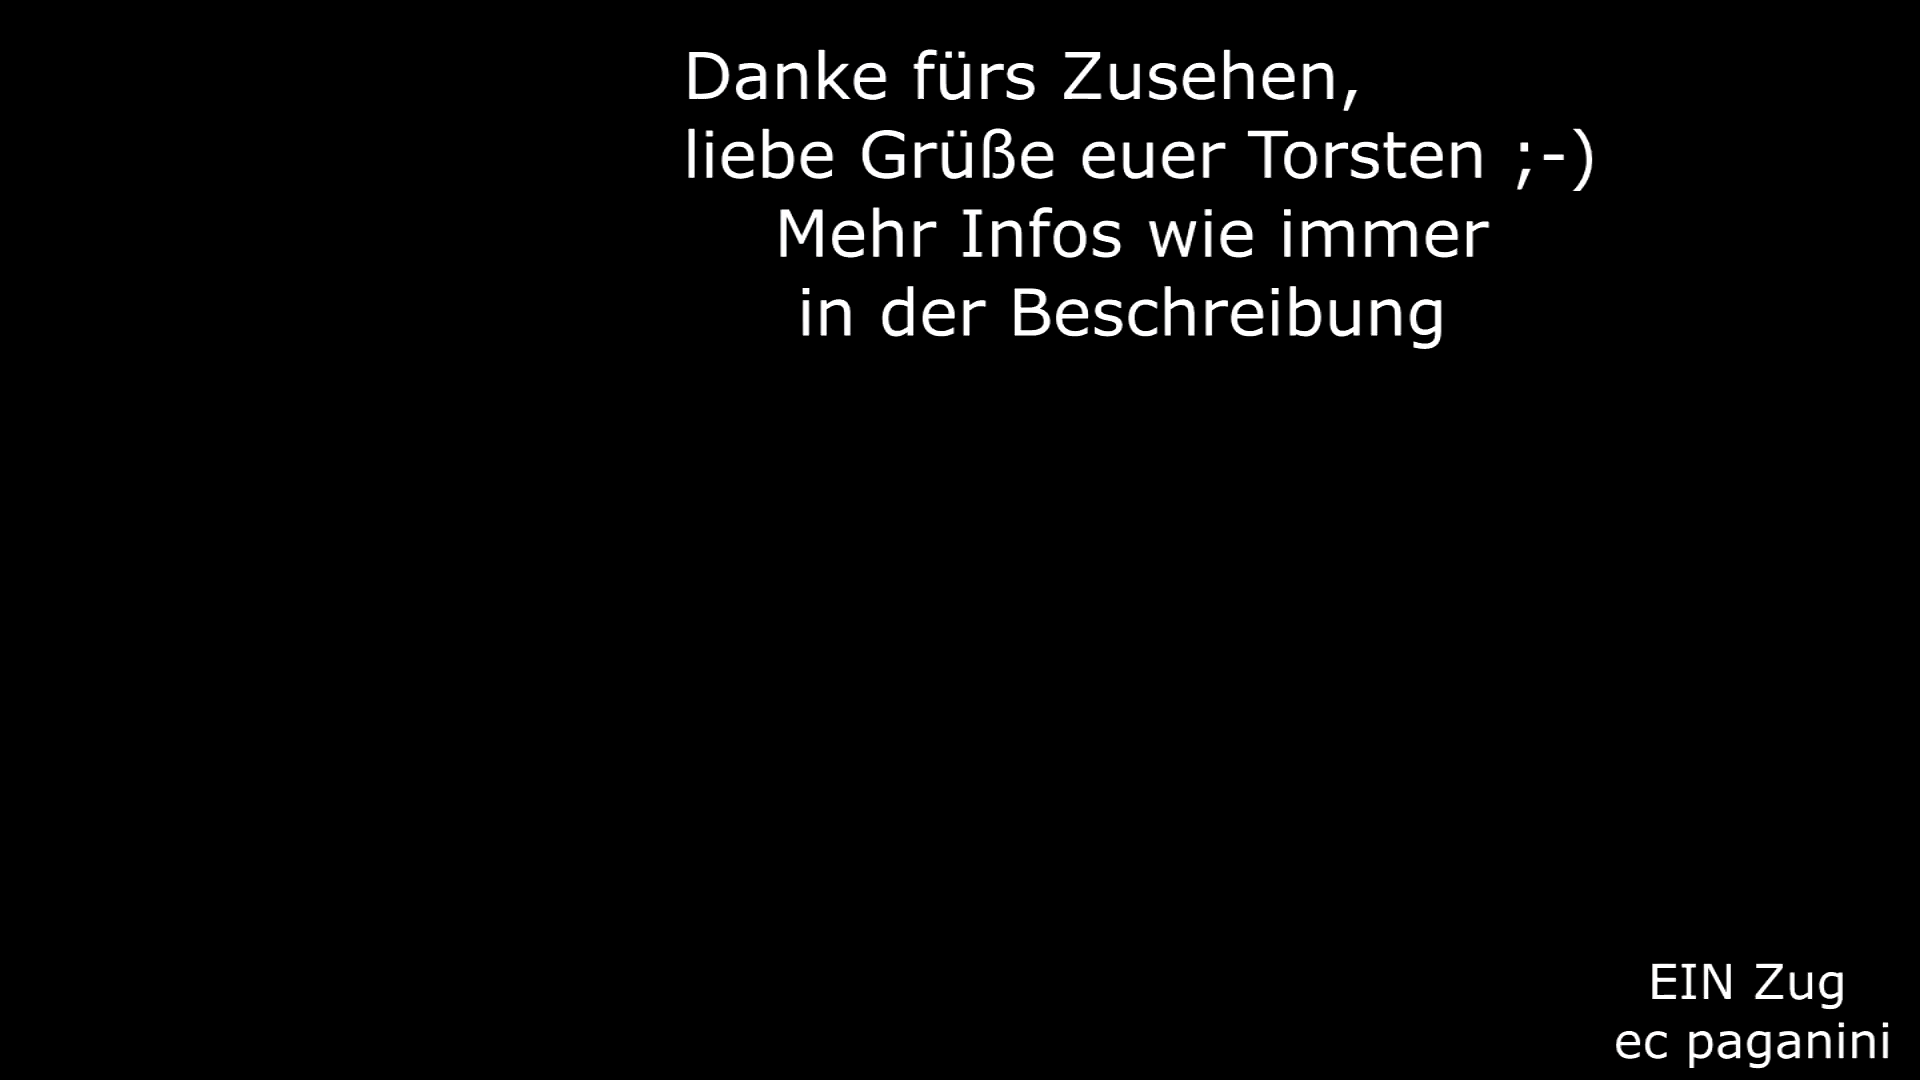 Danke fürs Zusehen,
liebe Grüße euer Torsten ;-)
Mehr Infos wie immer
in der Beschreibung
EIN Zug
ec paganini